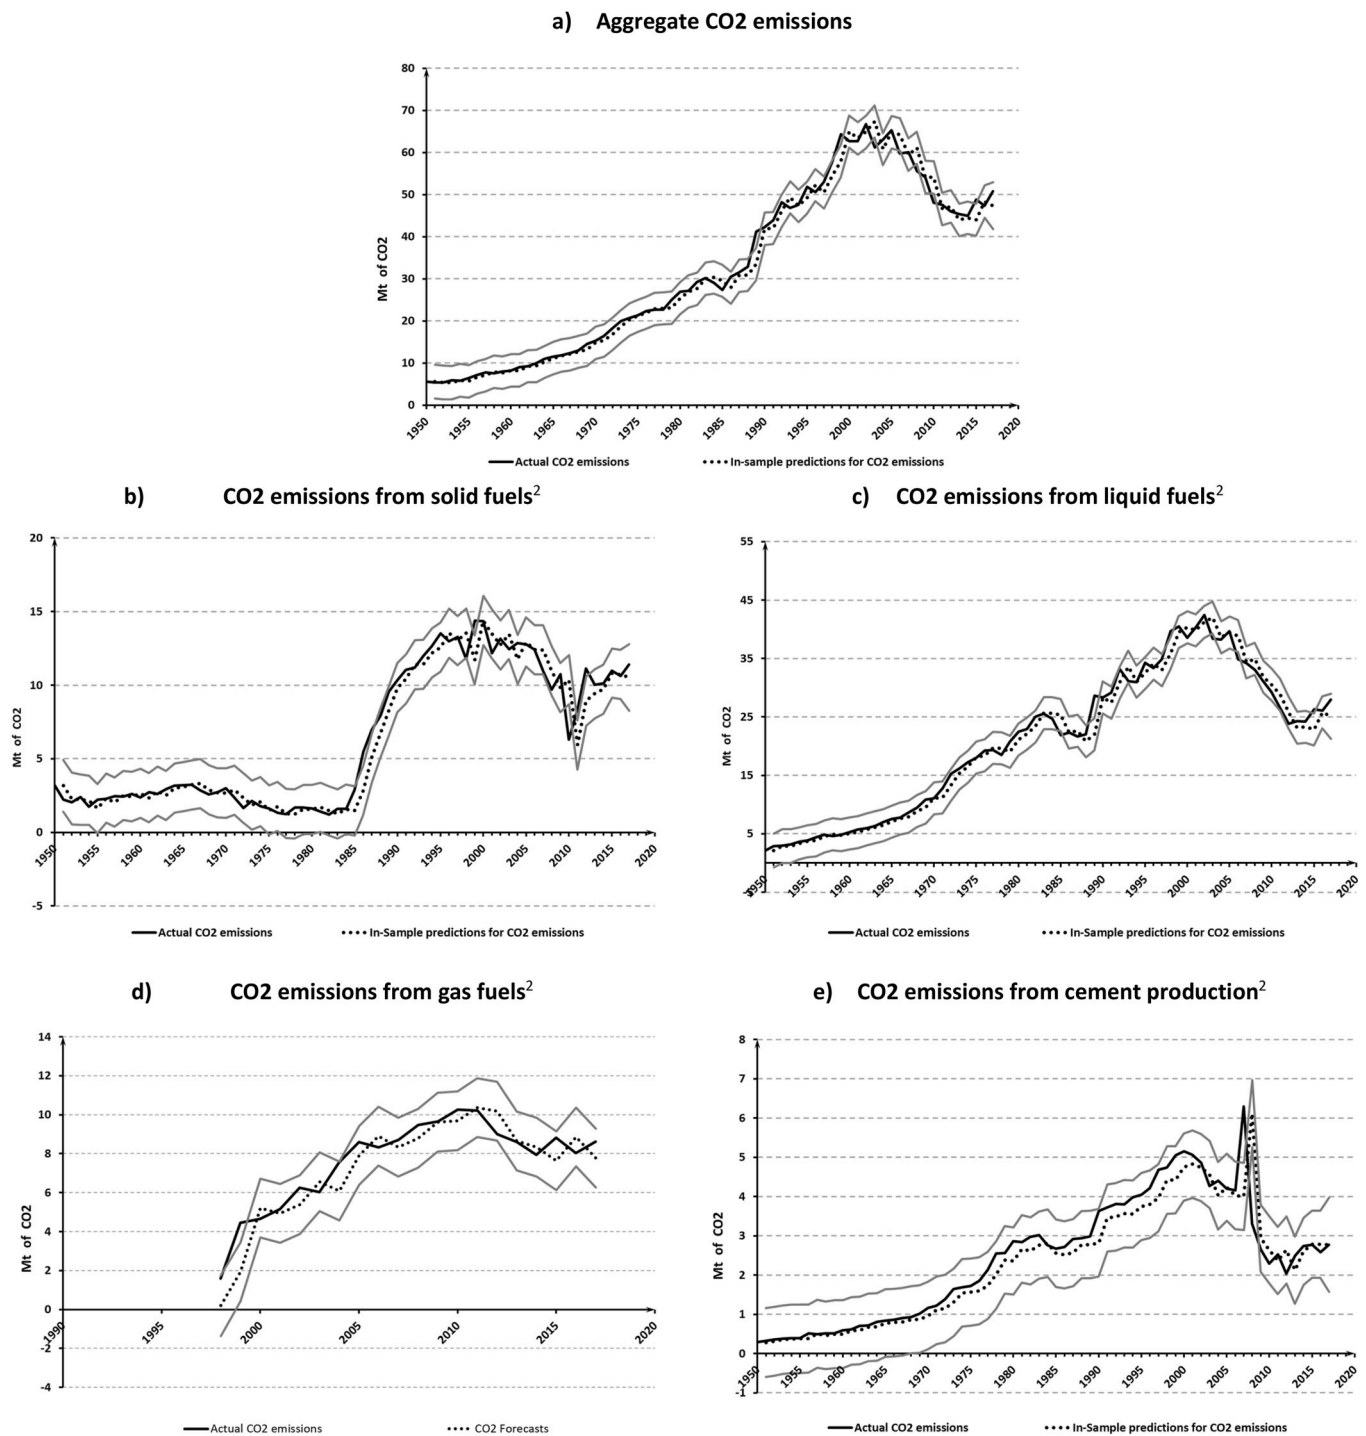 a) Aggregate CO2 emissions
80
70
60
50
40
30
20
10
0
Mt of CO2
1950 1955 1960 1965 1970 1975 1980 1985 1990 1995 2000 2005 2010 2015 2020
Actual CO2 emissions In-sample predictions for CO2 emissions
b) CO2 emissions from solid fuels2
20
15
10
5
0
-5
Mt of CO2
1950 1955 1960 1965 1970 1975 1980 1985 1990 1995 2000 2005 2010 2015 2020
Actual CO2 emissions In-Sample predictions for CO2 emissions
c) CO2 emissions from liquid fuels2
55
45
35
25
15
5
Mt of CO2
1955 1960 1965 1970 1975 1980 1985 1990 1995 2000 2005 2010 2015 2020
Actual CO2 emissions In-Sample predictions for CO2 emissions
d) CO2 emissions from gas fuels2
14
12
10
8
6
4
2
0
-2
-4
Mt of CO2
1990 1995 2000 2005 2010 2015 2020
Actual CO2 emissions CO2 Forecasts
e) CO2 emissions from cement production2
8
7
6
5
4
3
2
1
0
-1
Mt of CO2
1950 1955 1960 1965 1970 1975 1980 1985 1990 1995 2000 2005 2010 2015 2020
Actual CO2 emissions In-Sample predictions for CO2 emissions